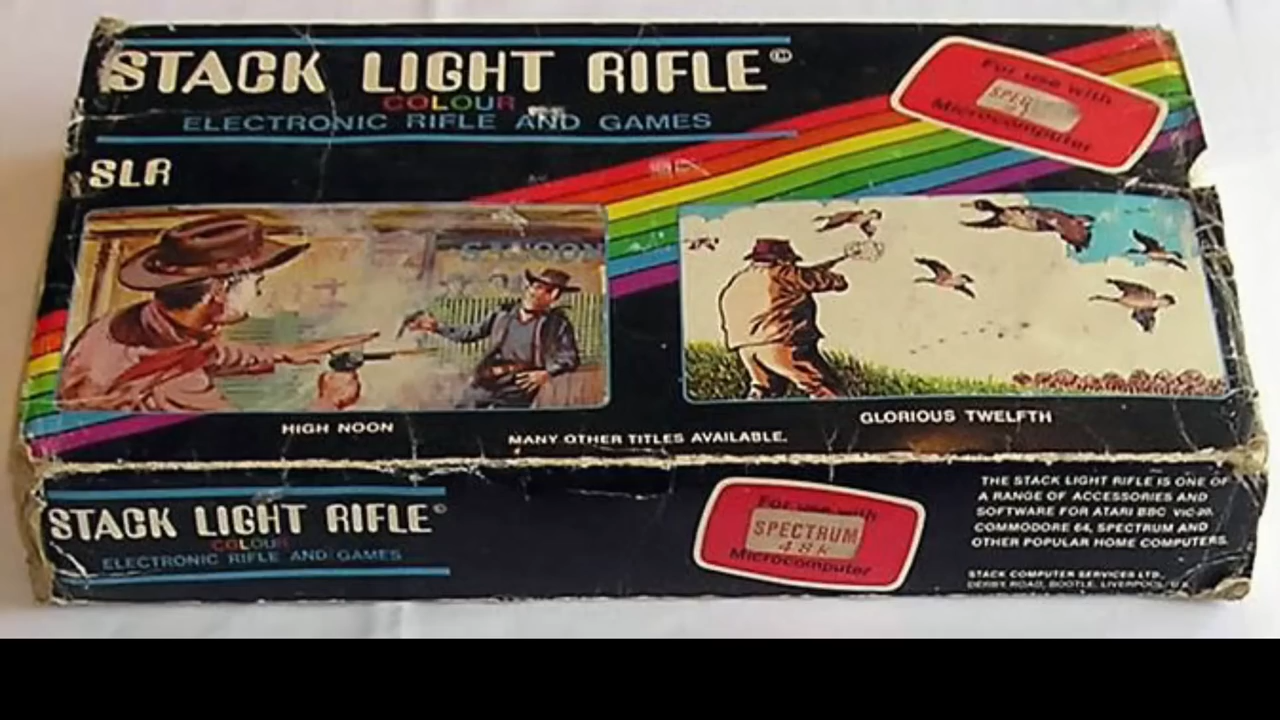 STACK LIGHT RIFLE©
COLOUR
ELECTRONIC RIFLE AND GAMES
SLR
For use with
SPEC
Microcomputer
SALOON
HIGH NOON
MANY OTHER TITLES AVAILABLE.
GLORIOUS TWELFTH
STACK LIGHT RIFLE©
COLOUR
ELECTRONIC RIFLE AND GAMES
For use with
SPECTRUM
48K
Microcomputer
THE STACK LIGHT RIFLE IS ONE OF
A RANGE OF ACCESSORIES AND
SOFTWARE FOR ATARI BBC VIC-20,
COMMODORE 64, SPECTRUM AND
OTHER POPULAR HOME COMPUTERS.
STACK COMPUTER SERVICES LTD.,
DERBY ROAD, BOOTLE, LIVERPOOL, U.K.